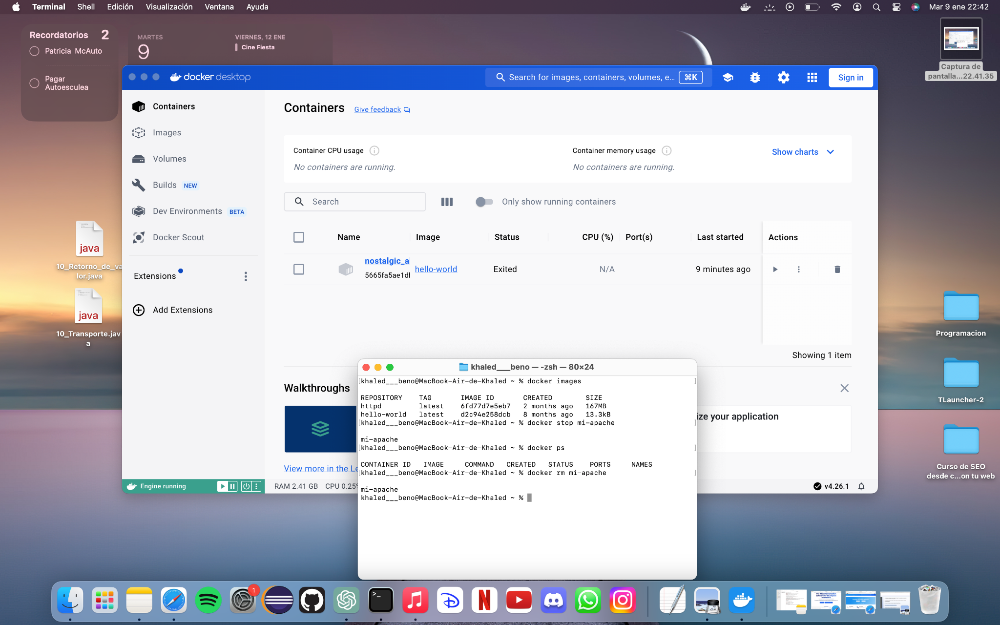 Terminal Shell Edición Visualización Ventana Ayuda
Mar 9 ene 22:42
Recordatorios 2
Patricia McAuto
Pagar
Autoesculea
MARTES
9
VIERNES, 12 ENE
Cine Fiesta
Captura de
pantalla...22.41.35
docker desktop
Search for images, containers, volumes, e... ⌘K
Sign in
Containers
Images
Volumes
Builds NEW
Dev Environments BETA
Docker Scout
Extensions
Add Extensions
Containers Give feedback
Container CPU usage
No containers are running.
Container memory usage
No containers are running.
Show charts
Search
Only show running containers
Name Image Status CPU (%) Port(s) Last started Actions
nostalgic_a
5665fa5ae1d
hello-world Exited N/A 9 minutes ago
Showing 1 item
Walkthroughs
ize your application
View more in the Le
Engine running
RAM 2.41 GB CPU 0.25%
v4.26.1
java
10_Retorno_de_va
lor.java
java
10_Transporte.jav
a
Programacion
TLauncher-2
Curso de SEO
desde c...on tu web
khaled___beno — -zsh — 80×24
[khaled___beno@MacBook-Air-de-Khaled ~ % docker images ]
REPOSITORY TAG IMAGE ID CREATED SIZE
httpd latest 6fd77d7e5eb7 2 months ago 167MB
hello-world latest d2c94e258dcb 8 months ago 13.3kB
[khaled___beno@MacBook-Air-de-Khaled ~ % docker stop mi-apache ]
mi-apache
[khaled___beno@MacBook-Air-de-Khaled ~ % docker ps ]
CONTAINER ID IMAGE COMMAND CREATED STATUS PORTS NAMES
[khaled___beno@MacBook-Air-de-Khaled ~ % docker rm mi-apache ]
mi-apache
khaled___beno@MacBook-Air-de-Khaled ~ %
1